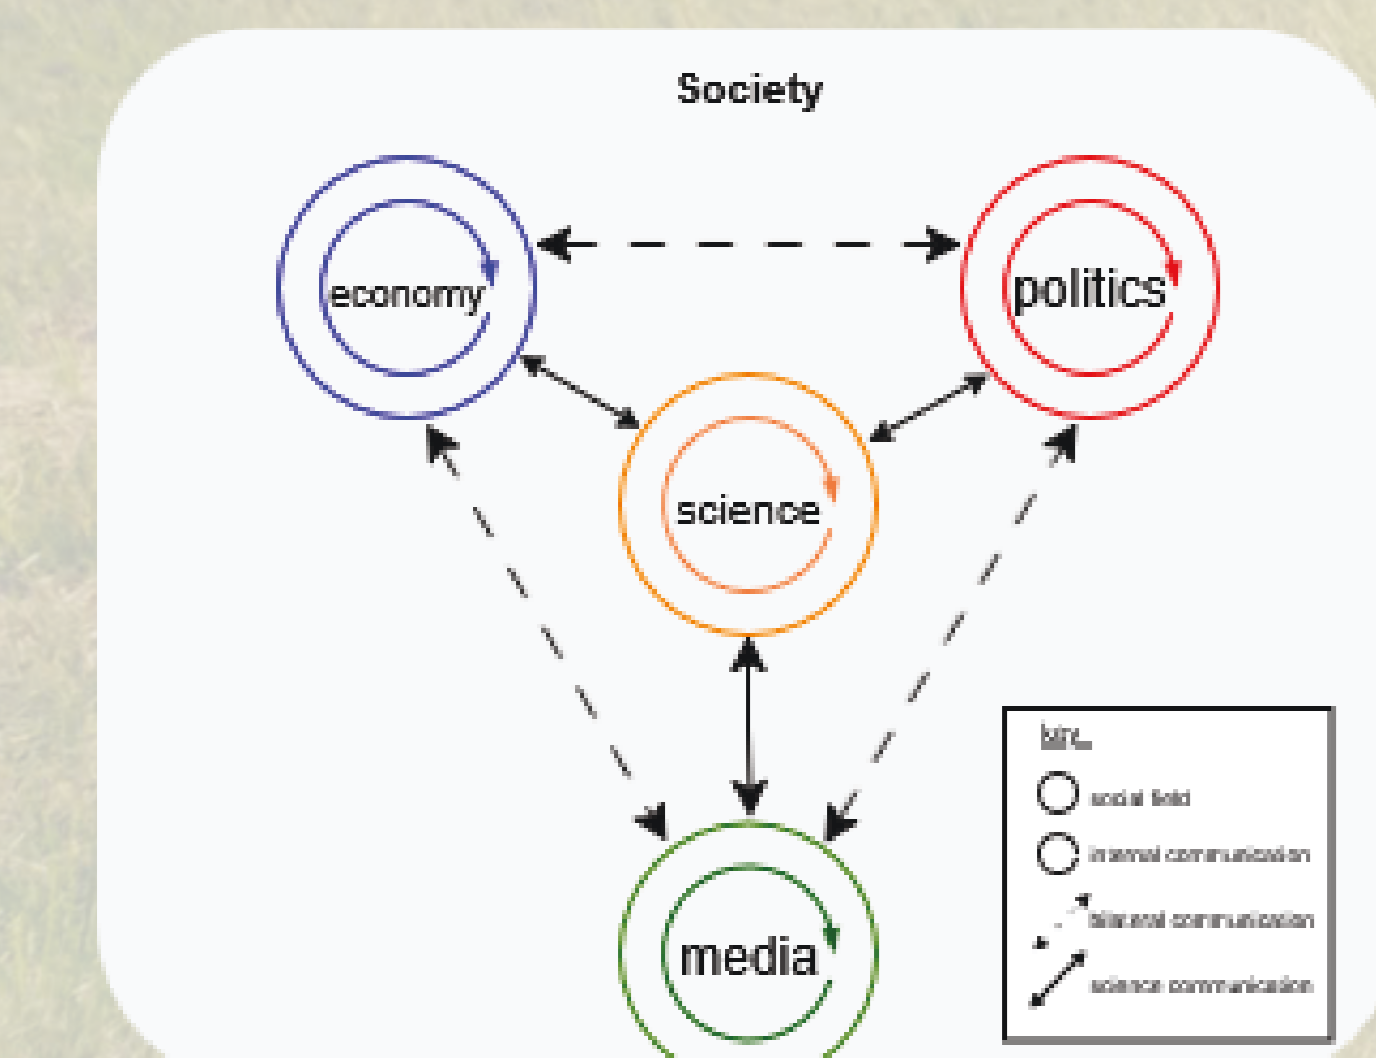 Society
economy
politics
science
media
key
social field
internal communication
bilateral communication
science communication